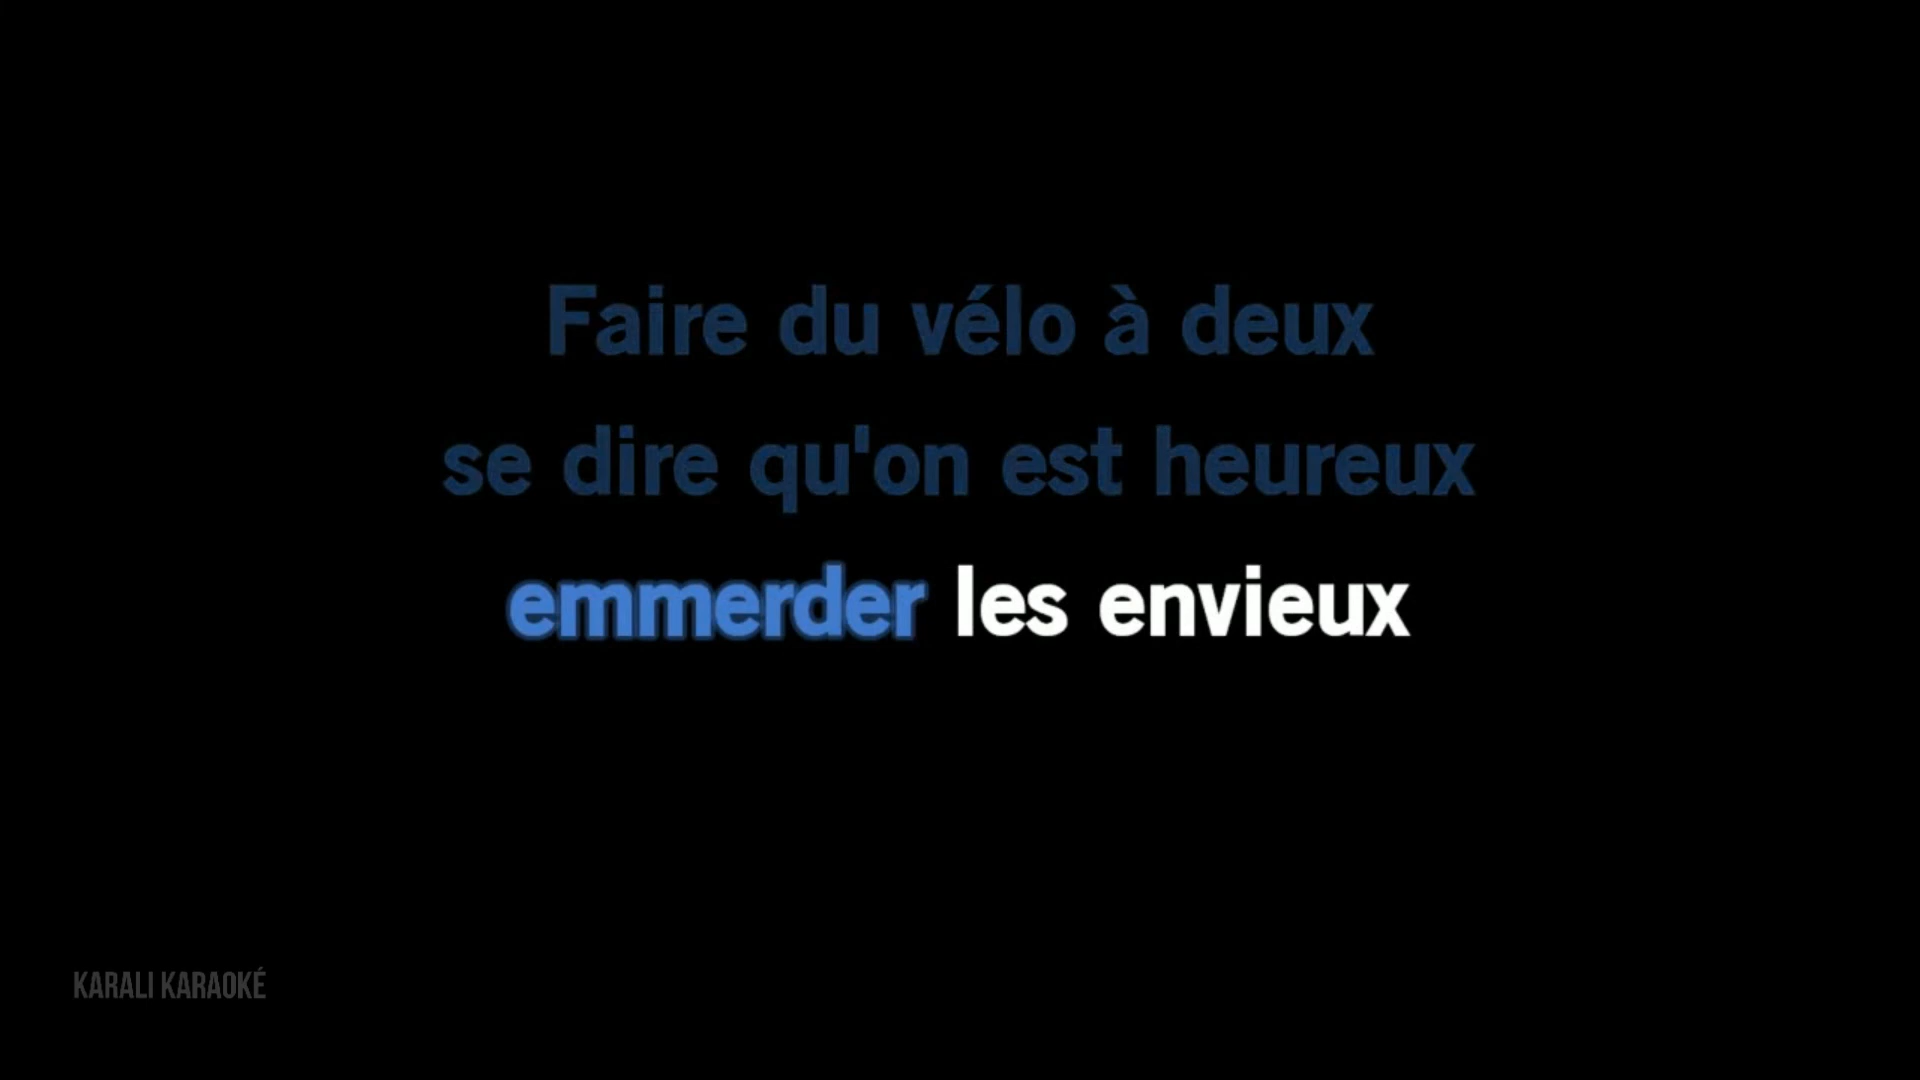 Faire du vélo à deux
se dire qu'on est heureux
emmerder les envieux
KARALI KARAOKÉ